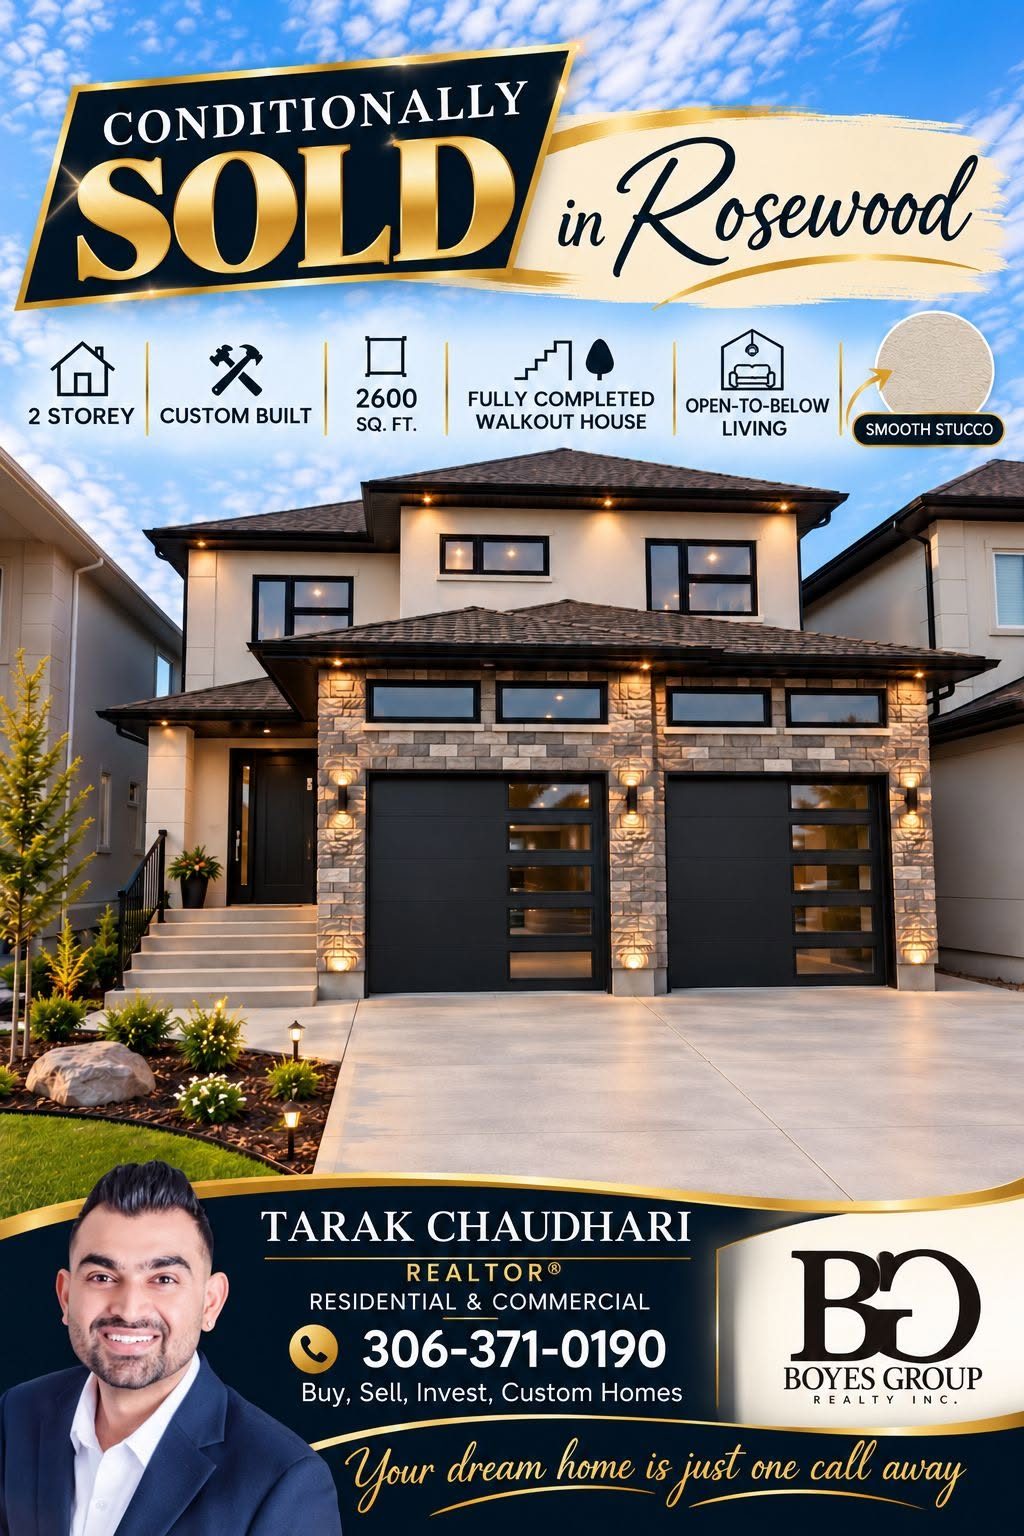 CONDITIONALLY
SOLD
in Rosewood
2 STOREY
CUSTOM BUILT
2600
SQ. FT.
FULLY COMPLETED
WALKOUT HOUSE
OPEN-TO-BELOW
LIVING
SMOOTH STUCCO
TARAK CHAUDHARI
REALTOR®
RESIDENTIAL & COMMERCIAL
306-371-0190
Buy, Sell, Invest, Custom Homes
BG
BOYES GROUP
REALTY INC.
Your dream home is just one call away